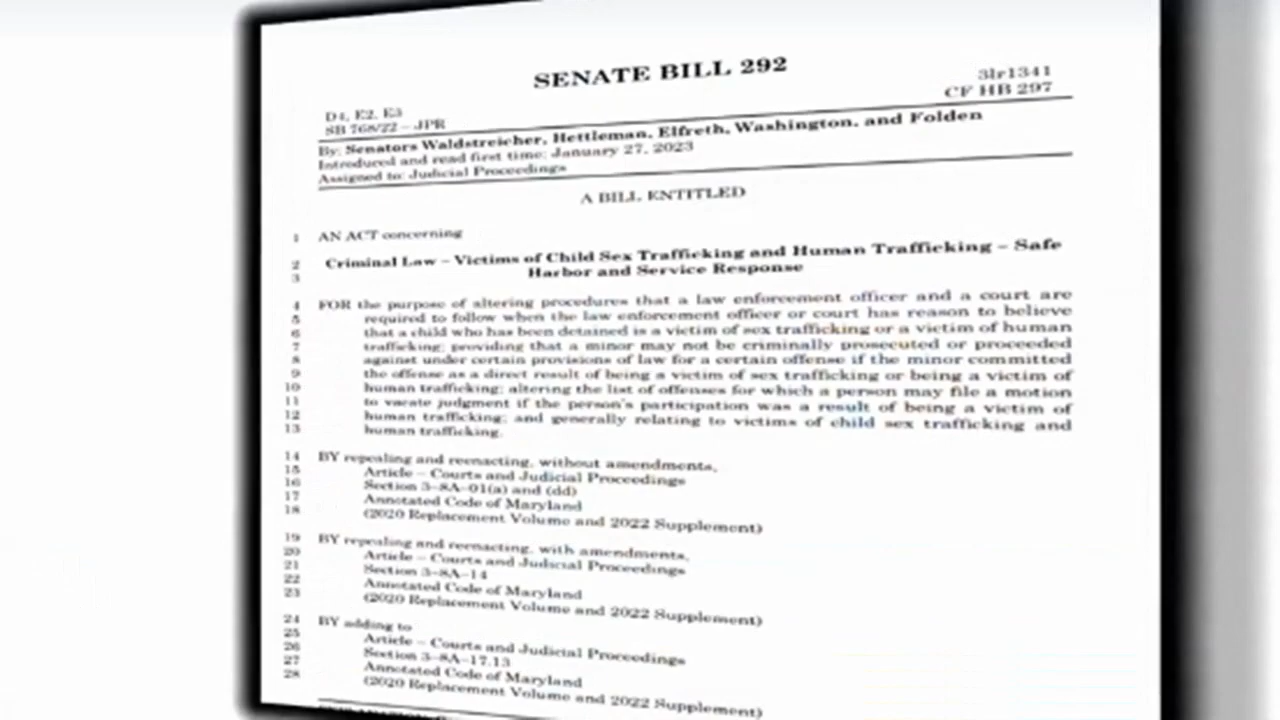 SENATE BILL 292
D4, E2, E3
SB 768/22 – JPR
3lr1341
CF HB 297
By: Senators Waldstreicher, Hettleman, Elfreth, Washington, and Folden
Introduced and read first time: January 27, 2023
Assigned to: Judicial Proceedings
A BILL ENTITLED
1 AN ACT concerning
2 Criminal Law – Victims of Child Sex Trafficking and Human Trafficking – Safe
3 Harbor and Service Response
4 FOR the purpose of altering procedures that a law enforcement officer and a court are
5 required to follow when the law enforcement officer or court has reason to believe
6 that a child who has been detained is a victim of sex trafficking or a victim of human
7 trafficking; providing that a minor may not be criminally prosecuted or proceeded
8 against under certain provisions of law for a certain offense if the minor committed
9 the offense as a direct result of being a victim of sex trafficking or being a victim of
10 human trafficking; altering the list of offenses for which a person may file a motion
11 to vacate judgment if the person's participation was a result of being a victim of
12 human trafficking; and generally relating to victims of child sex trafficking and
13 human trafficking.
14 BY repealing and reenacting, without amendments,
15 Article – Courts and Judicial Proceedings
16 Section 3–8A–01(a) and (dd)
17 Annotated Code of Maryland
18 (2020 Replacement Volume and 2022 Supplement)
19 BY repealing and reenacting, with amendments,
20 Article – Courts and Judicial Proceedings
21 Section 3–8A–14
22 Annotated Code of Maryland
23 (2020 Replacement Volume and 2022 Supplement)
24 BY adding to
25 Article – Courts and Judicial Proceedings
26 Section 3–8A–17.13
27 Annotated Code of Maryland
28 (2020 Replacement Volume and 2022 Supplement)